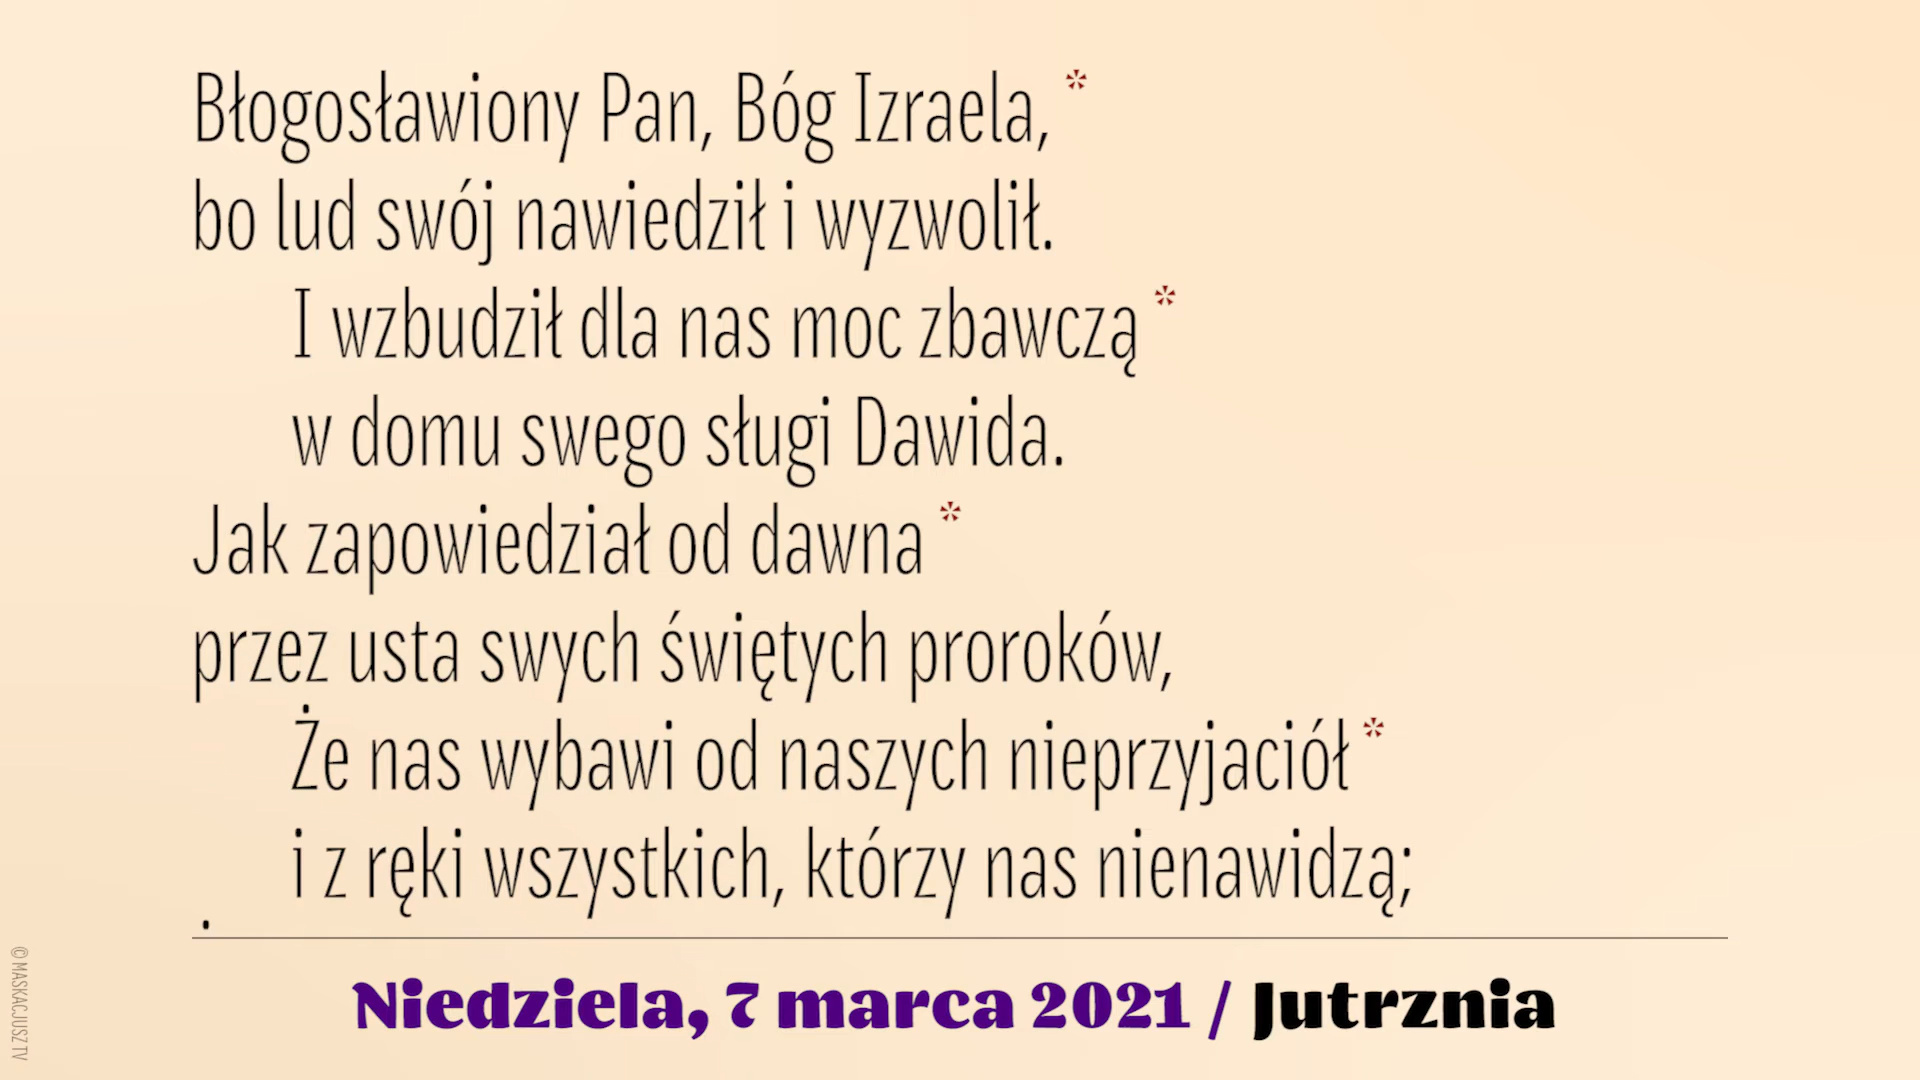 Błogosławiony Pan, Bóg Izraela, *
bo lud swój nawiedził i wyzwolił.
I wzbudził dla nas moc zbawczą *
w domu swego sługi Dawida.
Jak zapowiedział od dawna *
przez usta swych świętych proroków,
Że nas wybawi od naszych nieprzyjaciół *
i z ręki wszystkich, którzy nas nienawidzą;
Niedziela, 7 marca 2021 / Jutrznia
© MASKACJUSZ TV